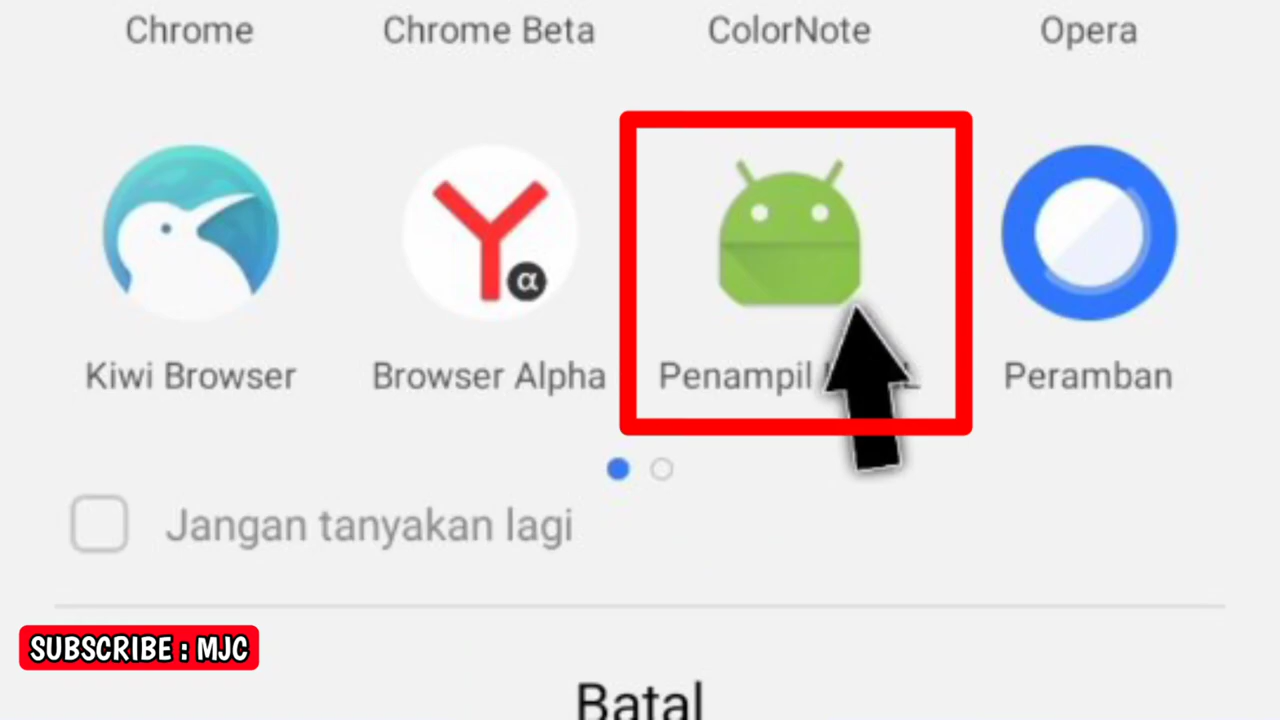 Chrome
Chrome Beta
ColorNote
Opera
α
Kiwi Browser
Browser Alpha
Penampil
Peramban
Jangan tanyakan lagi
SUBSCRIBE : MJC
Batal